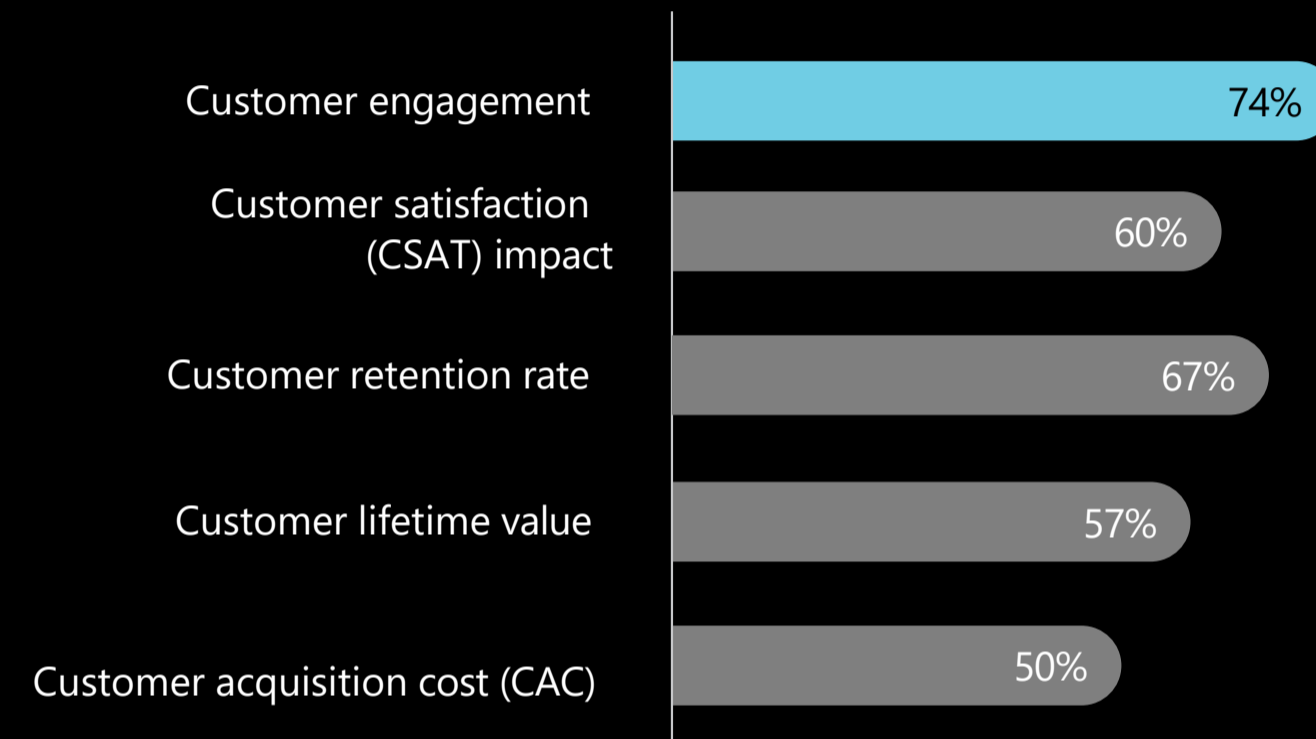 Customer engagement
74%
Customer satisfaction
(CSAT) impact
60%
Customer retention rate
67%
Customer lifetime value
57%
Customer acquisition cost (CAC)
50%